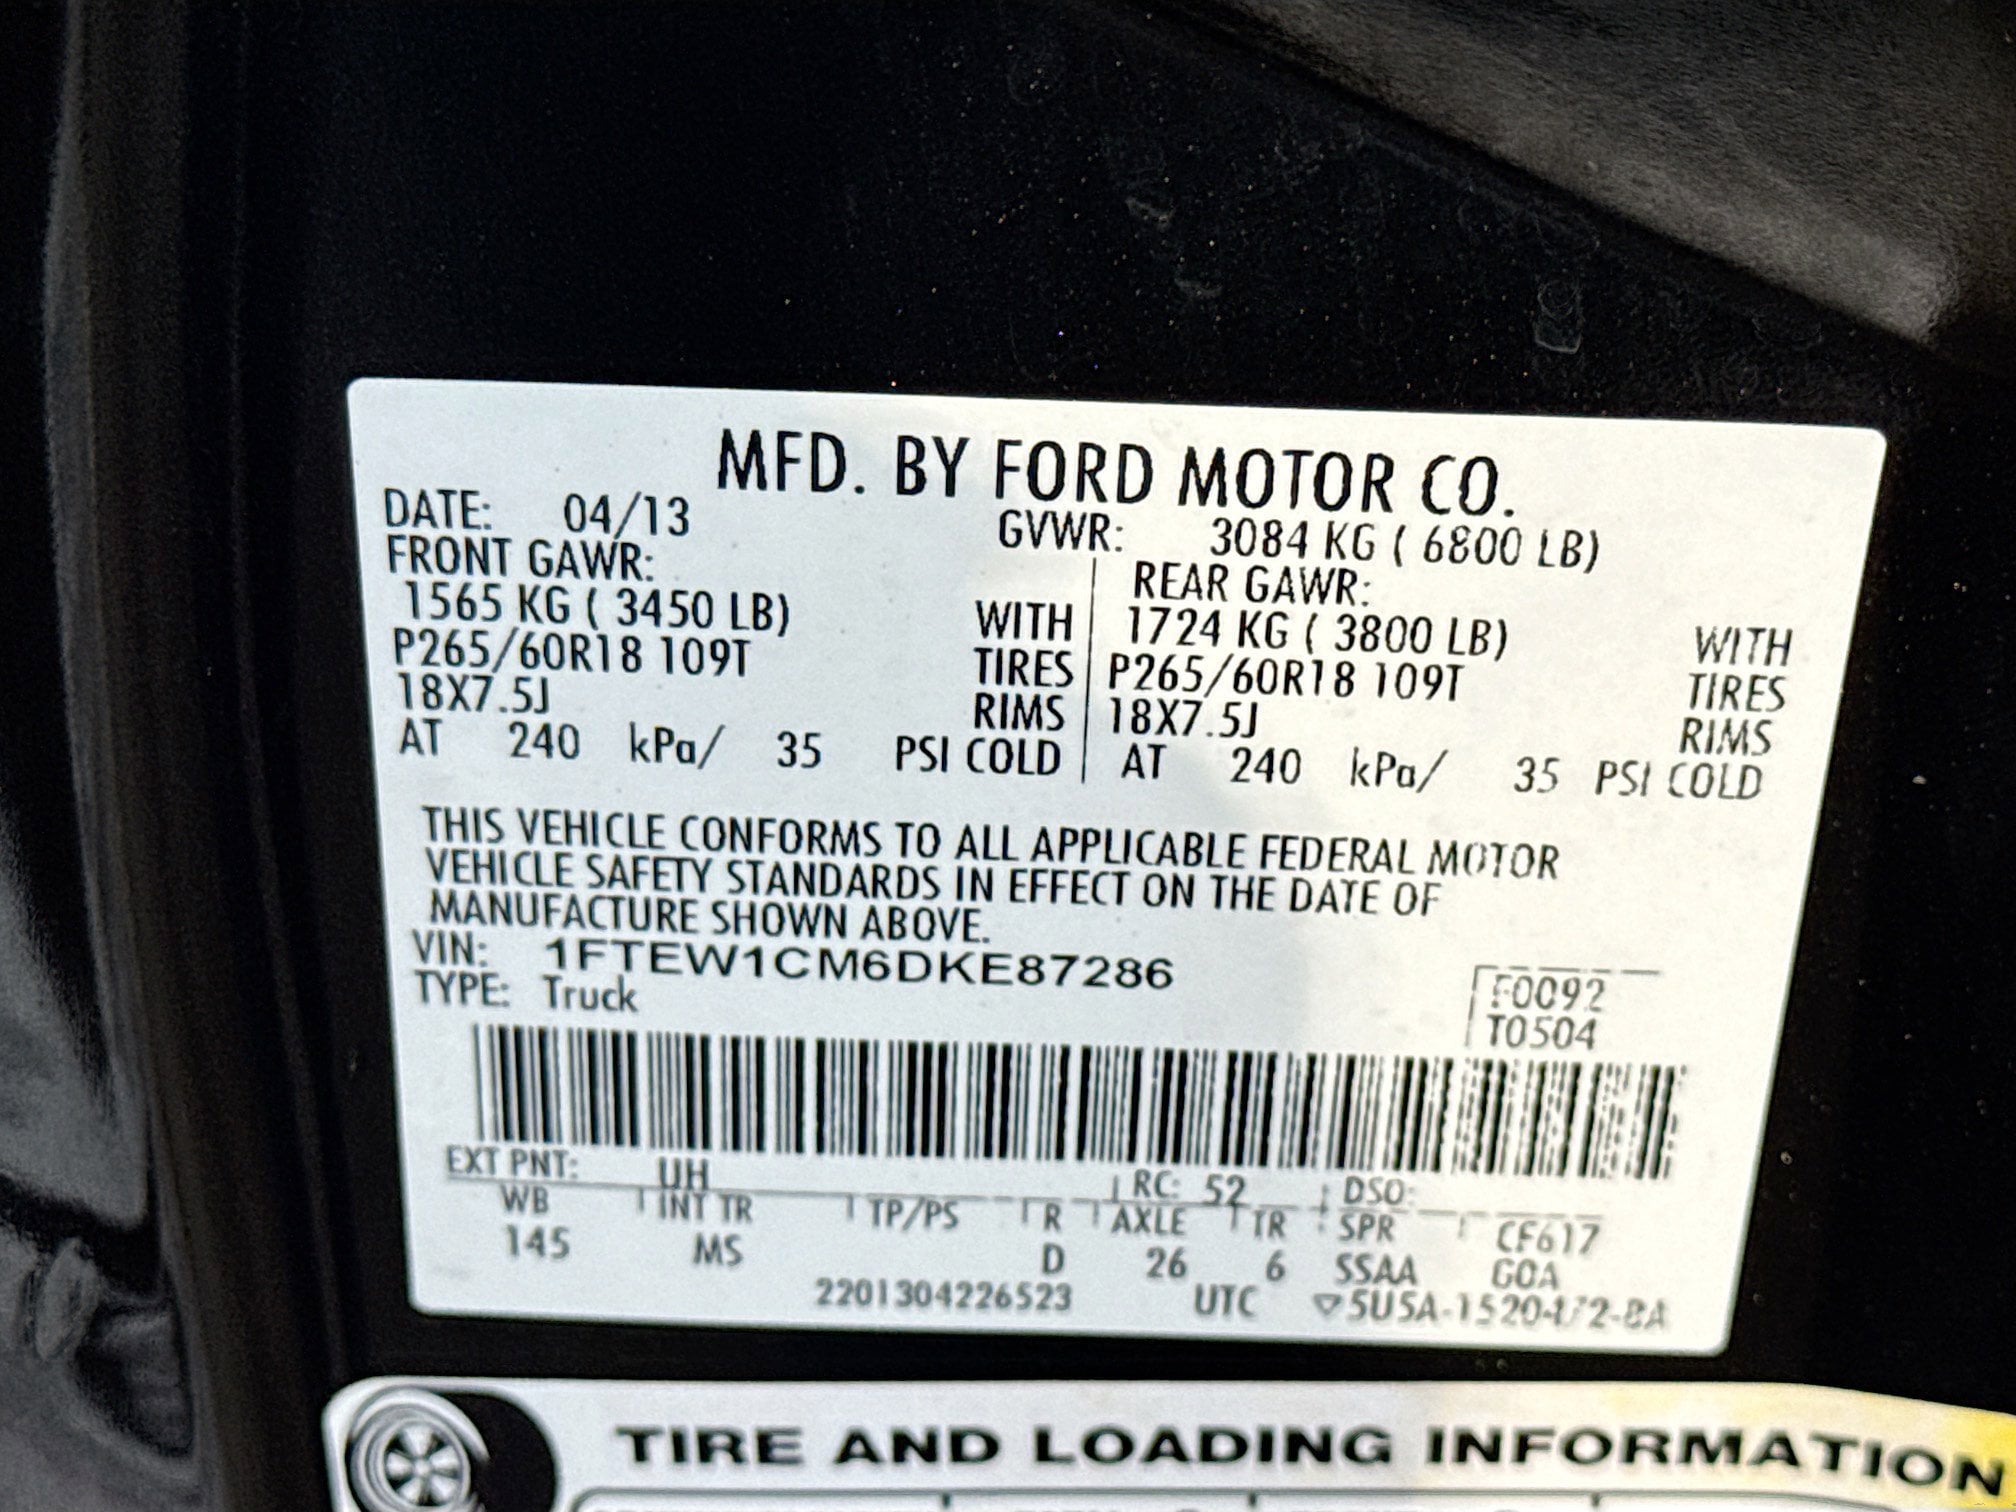 MFD. BY FORD MOTOR CO.
DATE: 04/13 GVWR: 3084 KG ( 6800 LB)
FRONT GAWR: REAR GAWR:
1565 KG ( 3450 LB) WITH 1724 KG ( 3800 LB) WITH
P265/60R18 109T TIRES P265/60R18 109T TIRES
18X7.5J RIMS 18X7.5J RIMS
AT 240 kPa/ 35 PSI COLD AT 240 kPa/ 35 PSI COLD
THIS VEHICLE CONFORMS TO ALL APPLICABLE FEDERAL MOTOR
VEHICLE SAFETY STANDARDS IN EFFECT ON THE DATE OF
MANUFACTURE SHOWN ABOVE.
VIN: 1FTEW1CM6DKE87286
TYPE: Truck
F0092
T0504
EXT PNT: UH RC: 52 DSO:
WB INT TR TP/PS R AXLE TR SPR CF617
145 MS D 26 6 SSAA GOA
2201304226523 UTC ▽5U5A-1520472-BA
TIRE AND LOADING INFORMATION